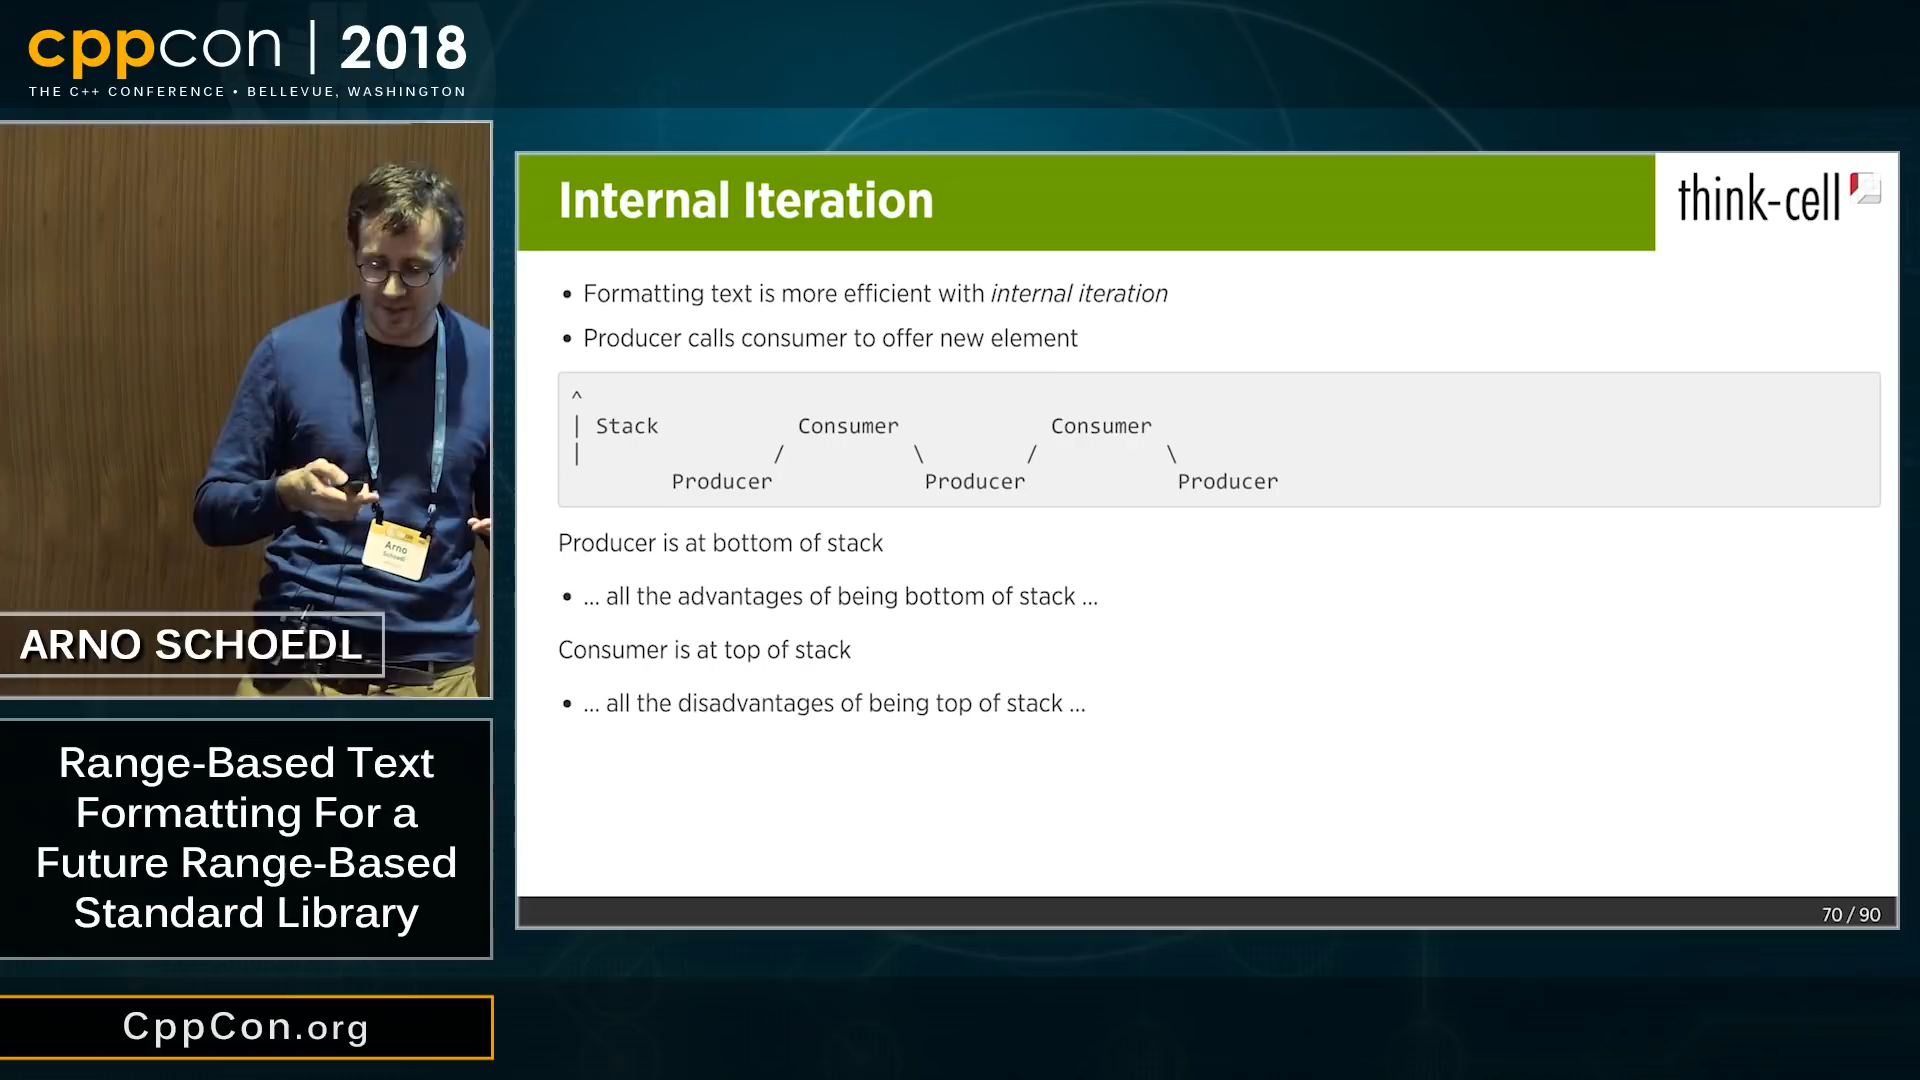 cppcon | 2018
THE C++ CONFERENCE • BELLEVUE, WASHINGTON
Internal Iteration
think-cell
• Formatting text is more efficient with internal iteration
• Producer calls consumer to offer new element
^
| Stack           Consumer            Consumer
|               /          \        /          \
        Producer            Producer            Producer
Producer is at bottom of stack
• ... all the advantages of being bottom of stack ...
Consumer is at top of stack
• ... all the disadvantages of being top of stack ...
70 / 90
Arno
Schoedl
ARNO SCHOEDL
Range-Based Text
Formatting For a
Future Range-Based
Standard Library
CppCon.org